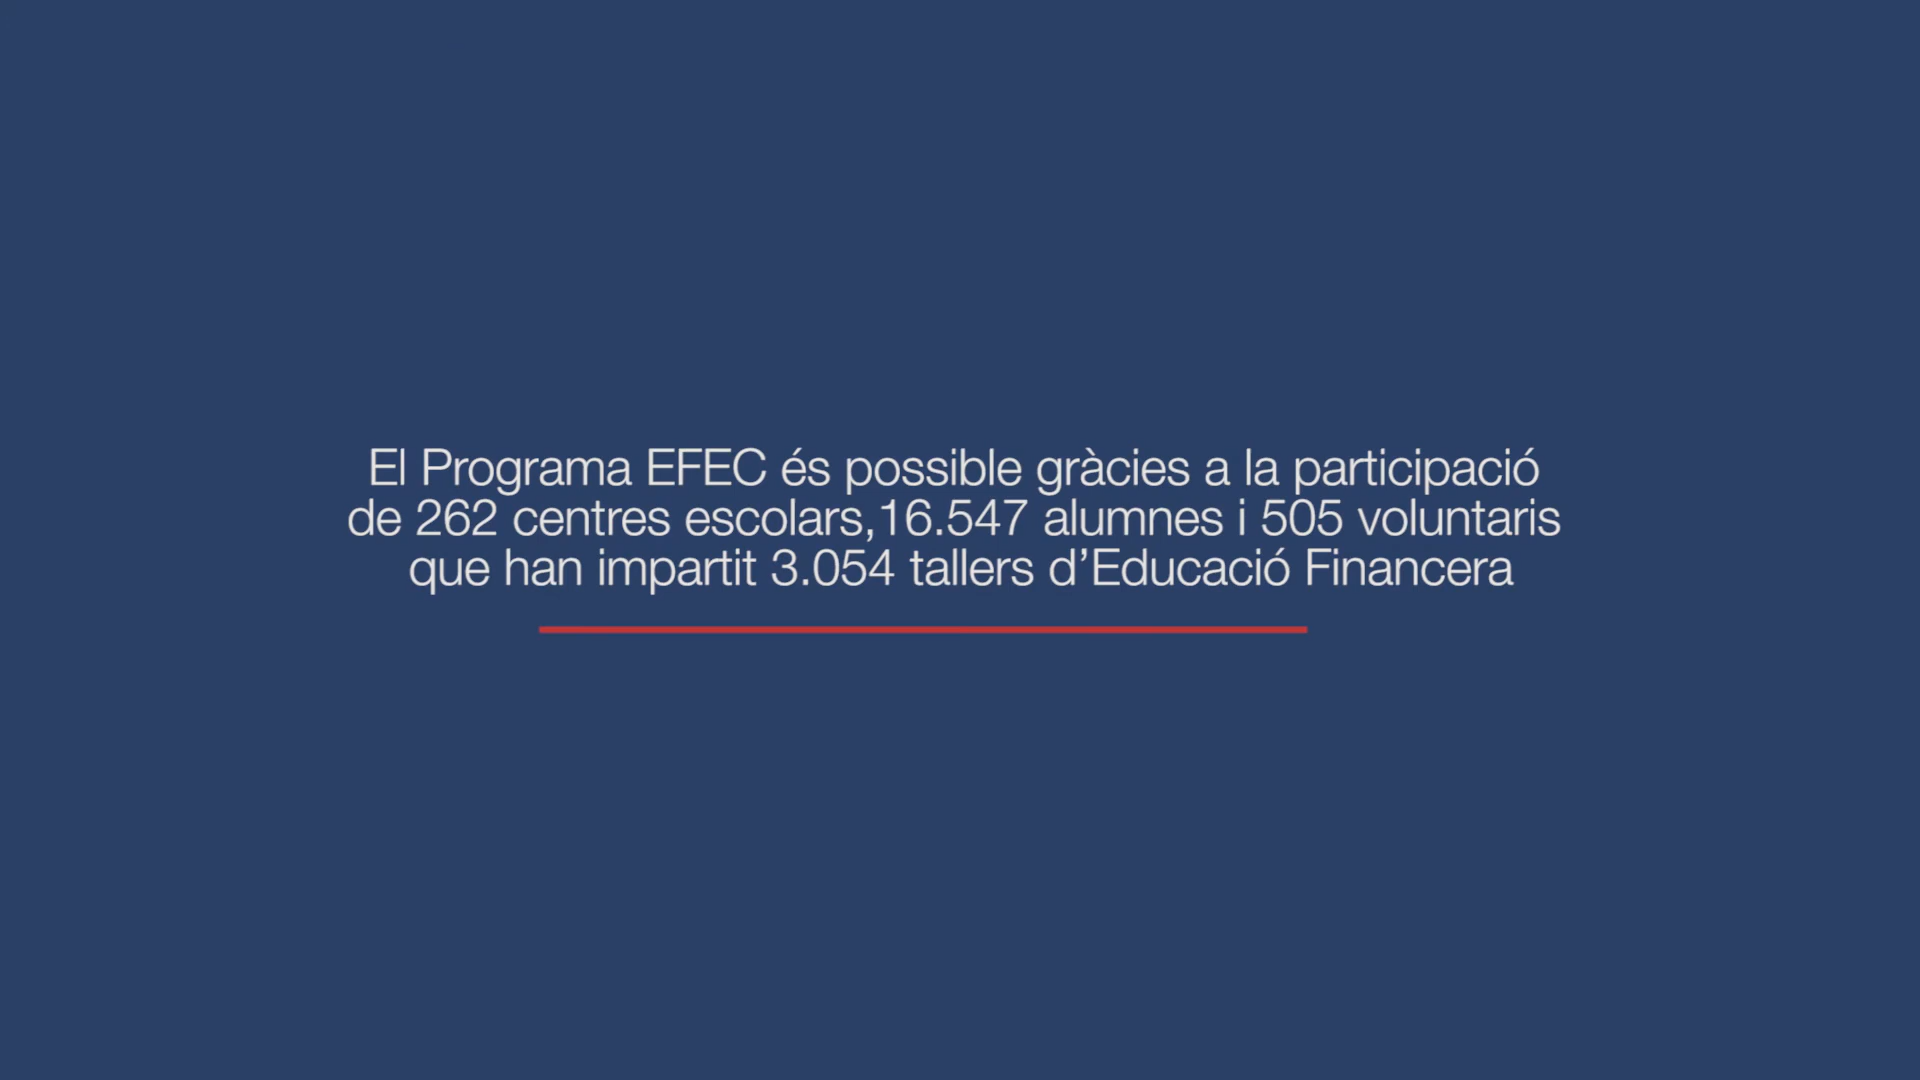 El Programa EFEC és possible gràcies a la participació
de 262 centres escolars,16.547 alumnes i 505 voluntaris
que han impartit 3.054 tallers d’Educació Financera